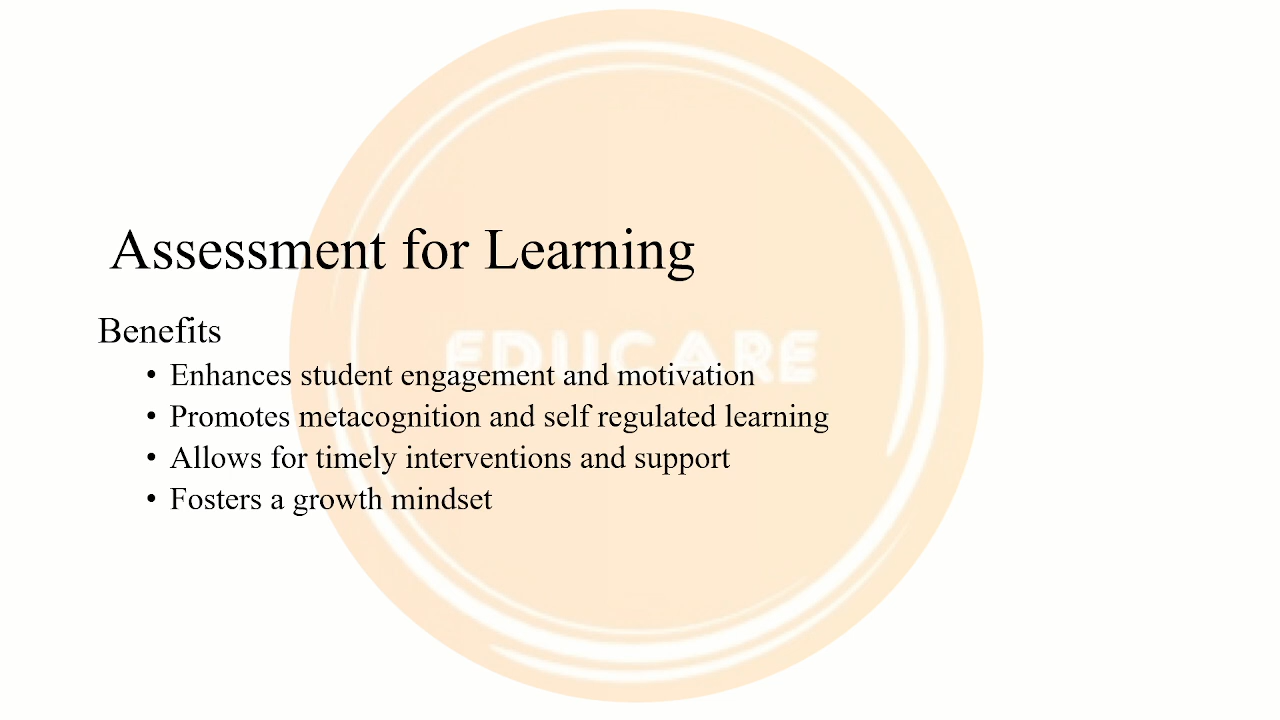 Assessment for Learning
Benefits
• Enhances student engagement and motivation
EDUCARE
• Promotes metacognition and self regulated learning
• Allows for timely interventions and support
• Fosters a growth mindset